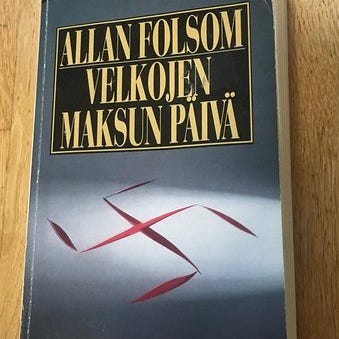 ALLAN FOLSOM
VELKOJEN
MAKSUN PÄIVÄ